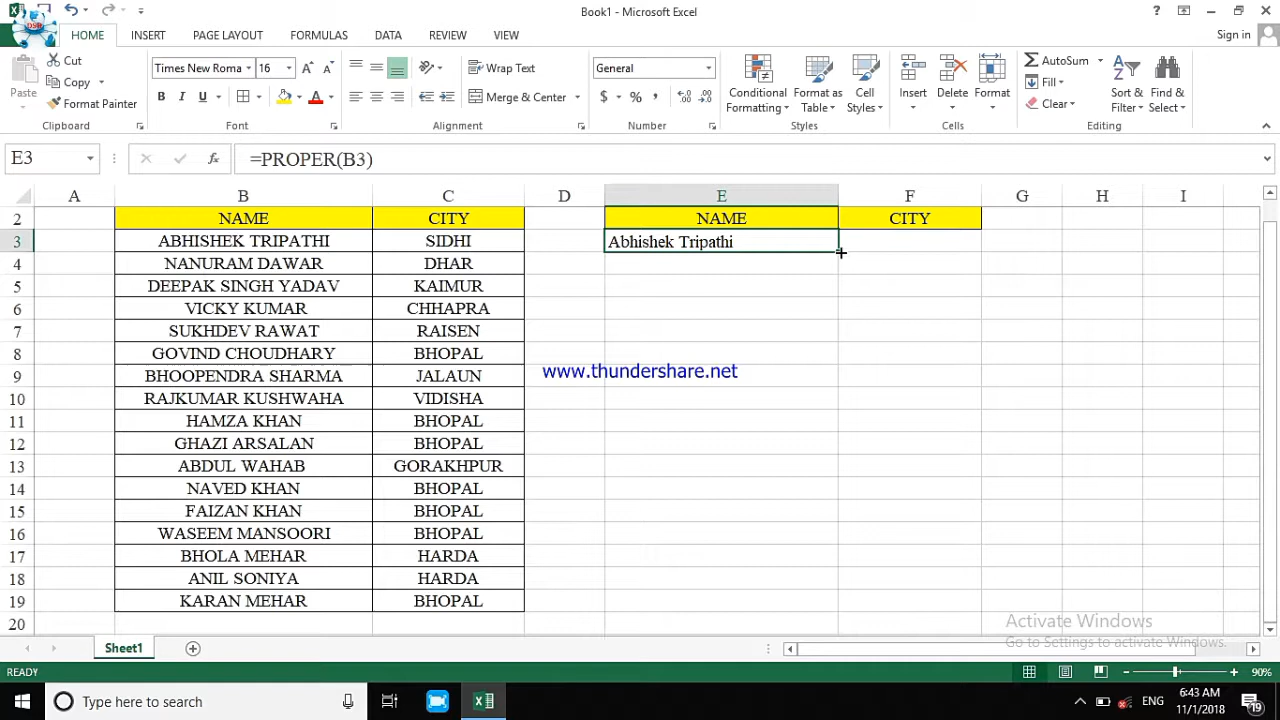 Book1 - Microsoft Excel
Sign in
HOME INSERT PAGE LAYOUT FORMULAS DATA REVIEW VIEW
Paste
Cut
Copy
Format Painter
Clipboard
Times New Roma 16
B I U
Font
Wrap Text
Merge & Center
Alignment
General
$ % ,
Number
Conditional Formatting
Format as Table
Cell Styles
Styles
Insert
Delete
Format
Cells
AutoSum
Fill
Clear
Sort & Filter
Find & Select
Editing
E3 fx =PROPER(B3)
A B C D E F G H I
2 NAME CITY NAME CITY
3 ABHISHEK TRIPATHI SIDHI Abhishek Tripathi
4 NANURAM DAWAR DHAR
5 DEEPAK SINGH YADAV KAIMUR
6 VICKY KUMAR CHHAPRA
7 SUKHDEV RAWAT RAISEN
8 GOVIND CHOUDHARY BHOPAL
9 BHOOPENDRA SHARMA JALAUN
www.thundershare.net
10 RAJKUMAR KUSHWAHA VIDISHA
11 HAMZA KHAN BHOPAL
12 GHAZI ARSALAN BHOPAL
13 ABDUL WAHAB GORAKHPUR
14 NAVED KHAN BHOPAL
15 FAIZAN KHAN BHOPAL
16 WASEEM MANSOORI BHOPAL
17 BHOLA MEHAR HARDA
18 ANIL SONIYA HARDA
19 KARAN MEHAR BHOPAL
20
Activate Windows
Go to Settings to activate Windows.
Sheet1
READY
90%
Type here to search
ENG
6:43 AM
11/1/2018
19